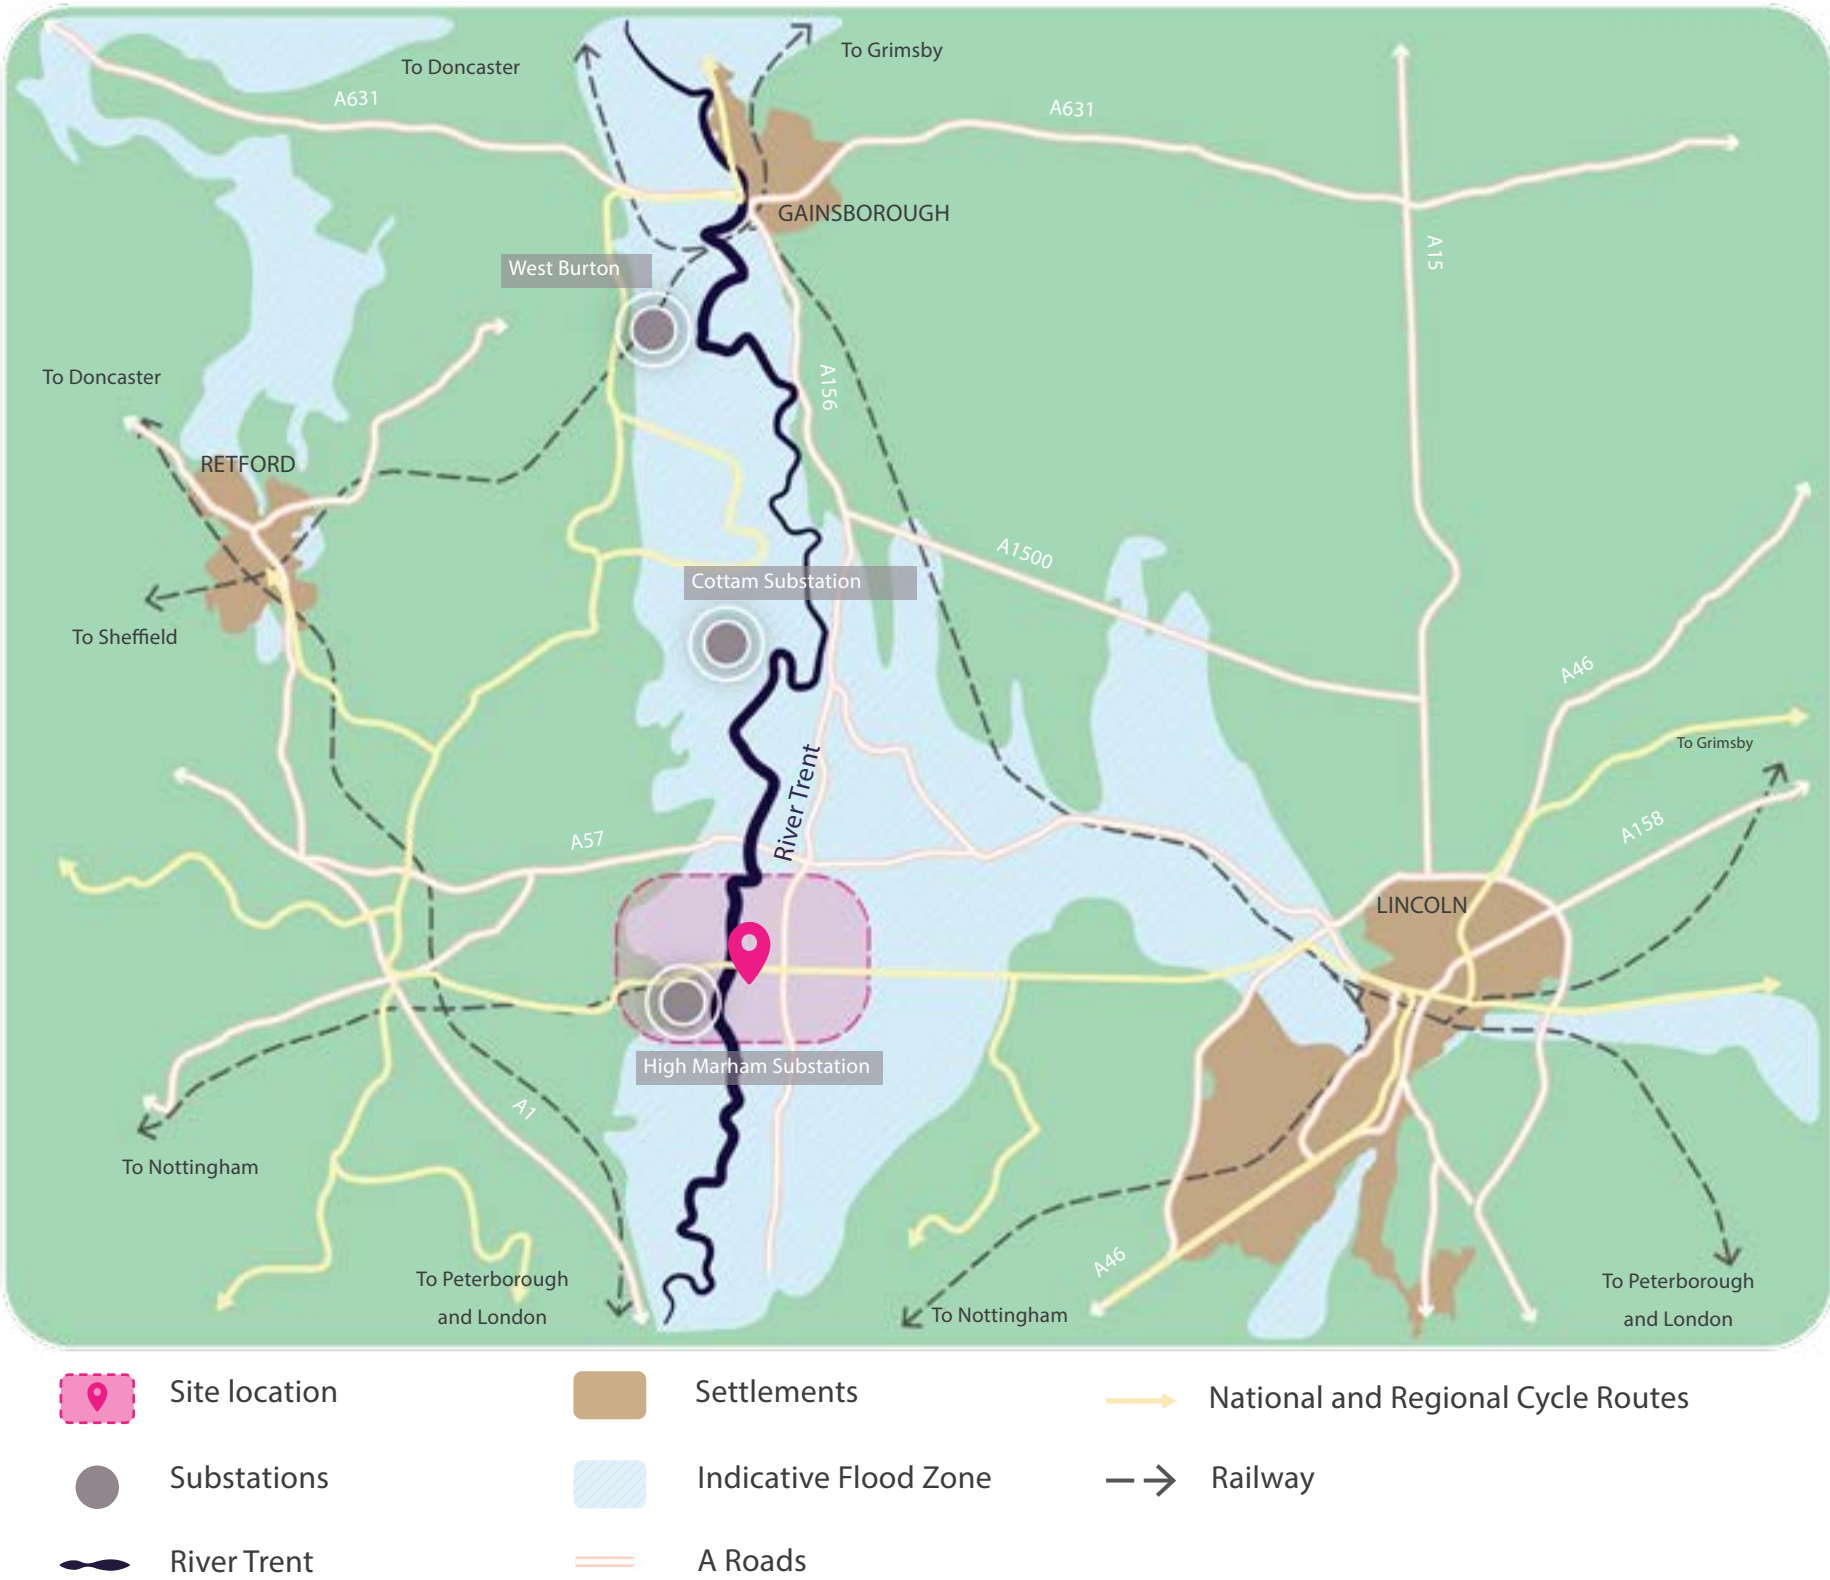 To Grimsby
To Doncaster
A631
A631
GAINSBOROUGH
A15
West Burton
To Doncaster
A156
RETFORD
A1500
Cottam Substation
To Sheffield
A46
To Grimsby
River Trent
A57
A158
LINCOLN
High Marham Substation
A1
To Nottingham
A46
To Peterborough
and London
To Nottingham
To Peterborough
and London
Site location
Settlements
National and Regional Cycle Routes
Substations
Indicative Flood Zone
Railway
River Trent
A Roads